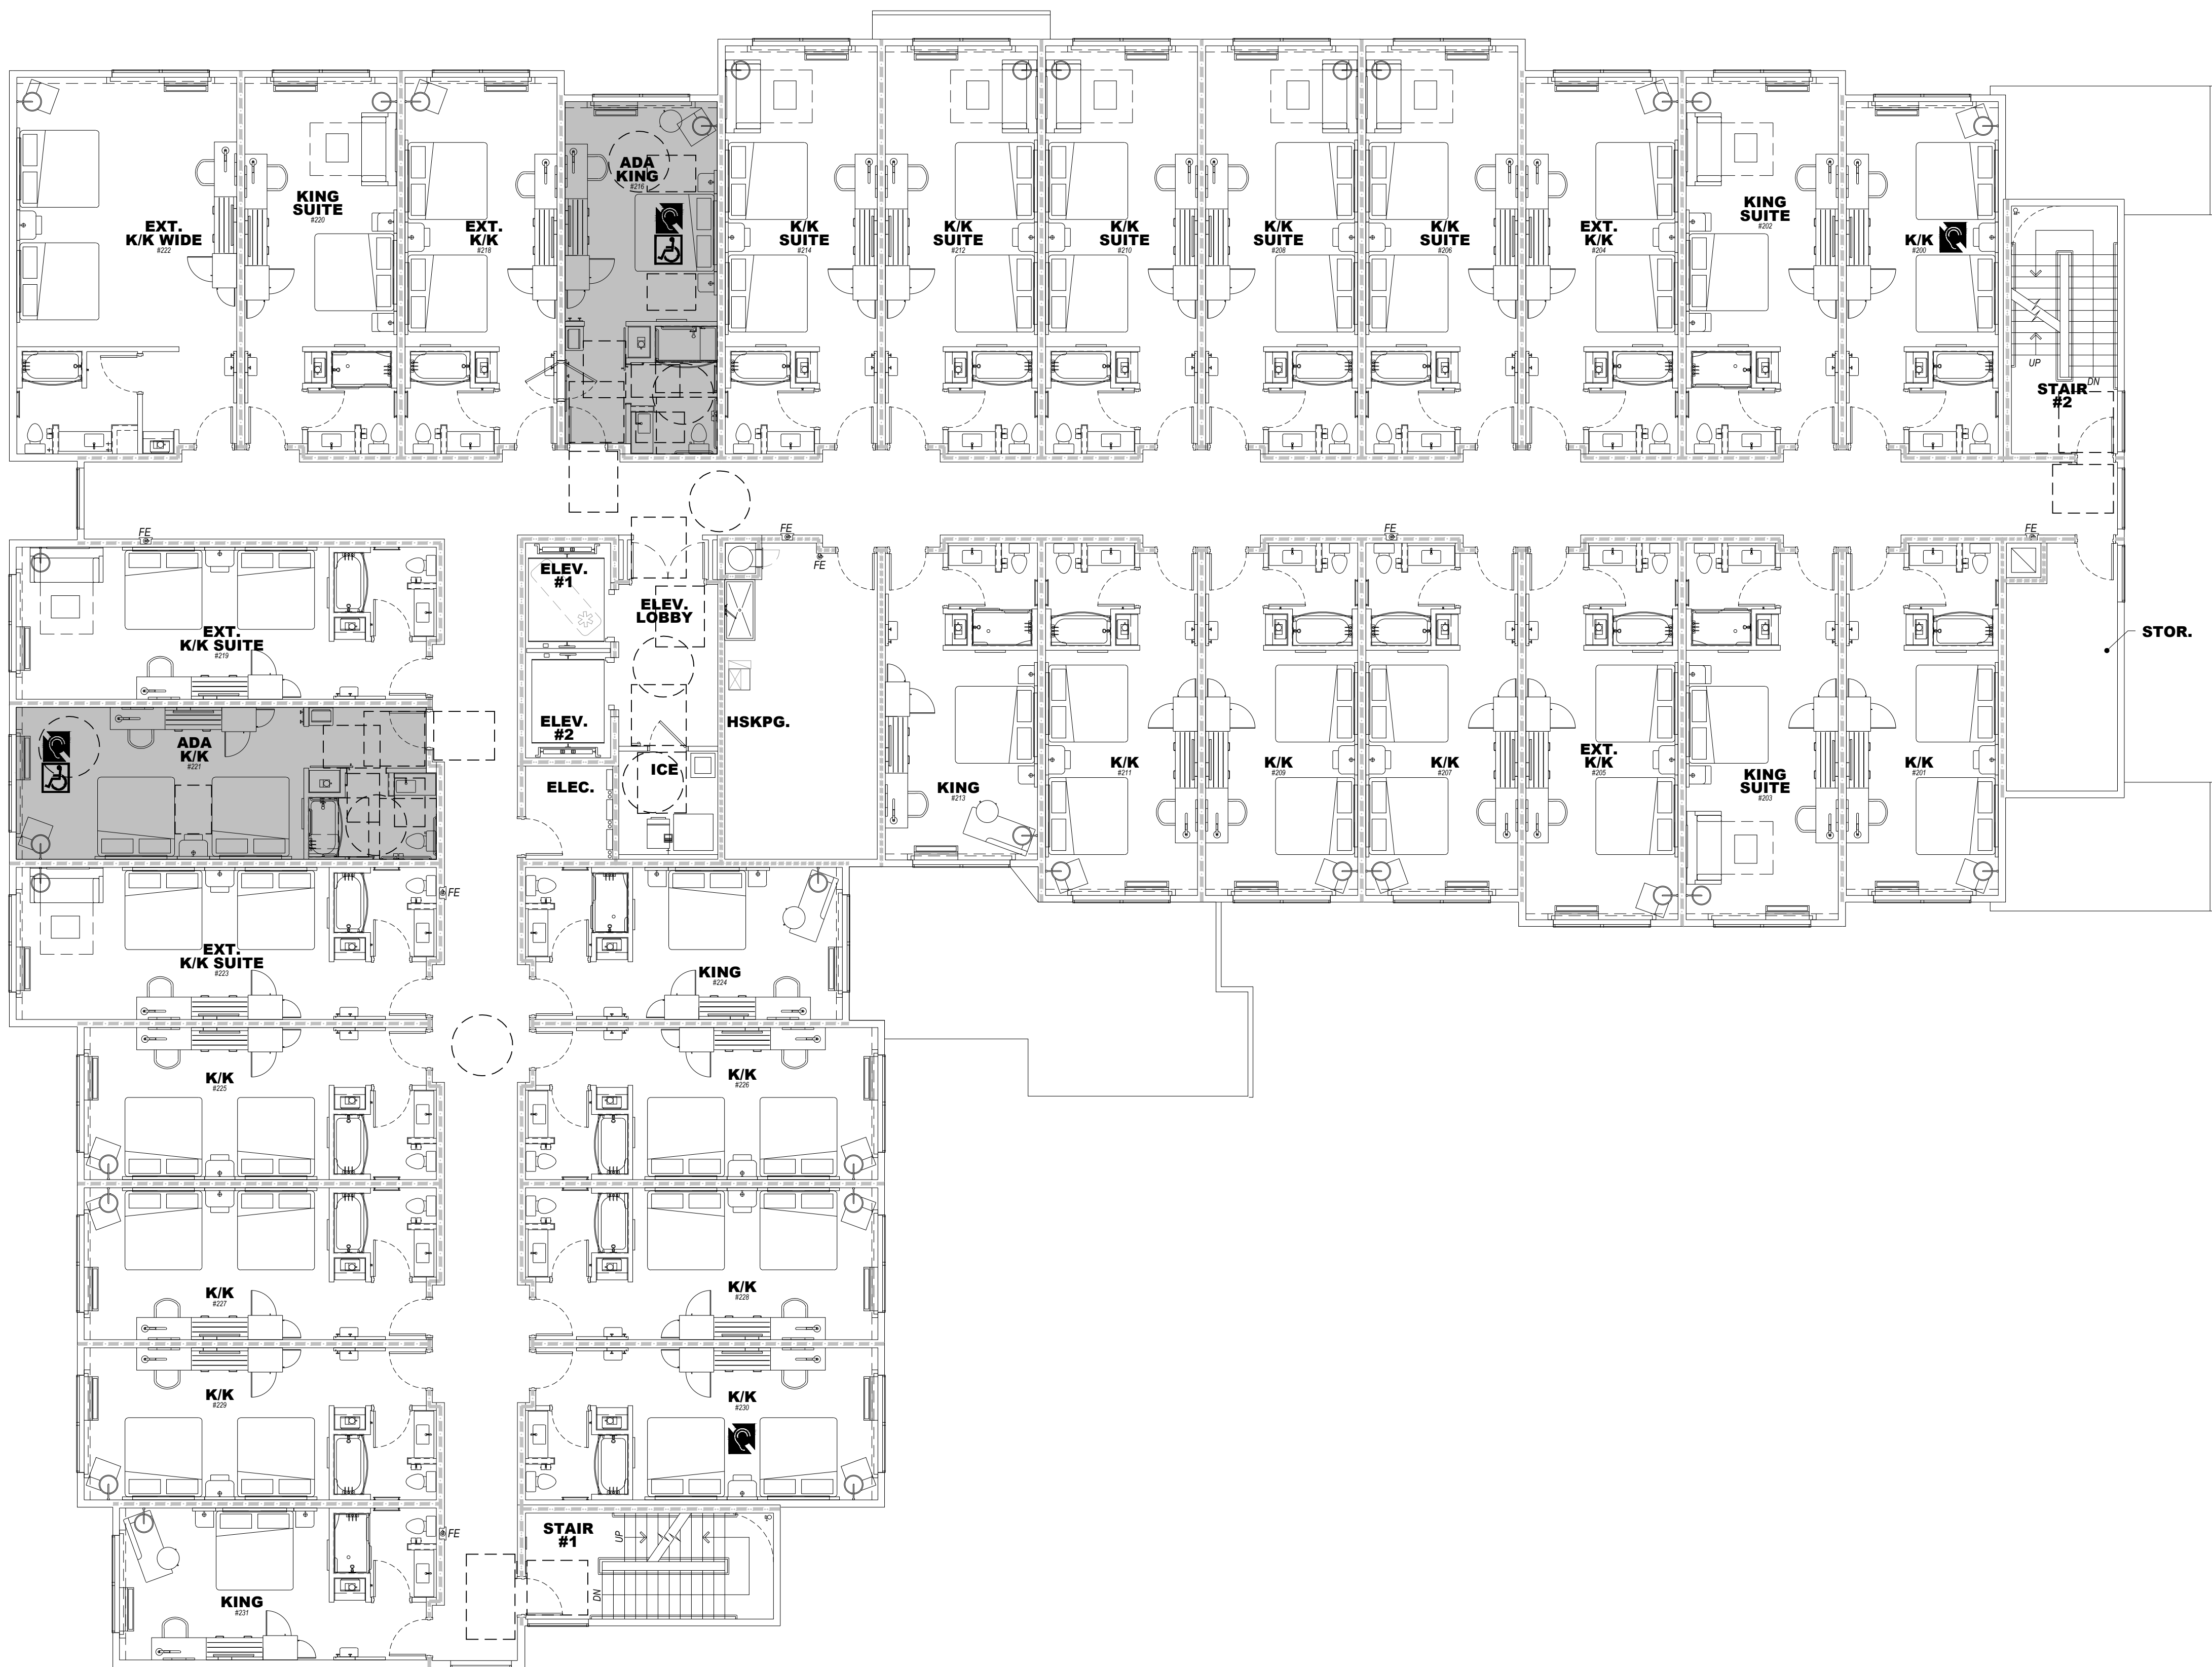 EXT.
K/K WIDE
#222
KING
SUITE
#220
EXT.
K/K
#218
ADA
KING
#216
K/K
SUITE
#214
K/K
SUITE
#212
K/K
SUITE
#210
K/K
SUITE
#208
K/K
SUITE
#206
EXT.
K/K
#204
KING
SUITE
#202
K/K
#200
UP
DN
STAIR
#2
FE
FE
FE
FE
FE
EXT.
K/K SUITE
#219
ELEV.
#1
ELEV.
LOBBY
STOR.
ADA
K/K
#221
ELEV.
#2
HSKPG.
ICE
ELEC.
KING
#213
K/K
#211
K/K
#209
K/K
#207
EXT.
K/K
#205
KING
SUITE
#203
K/K
#201
FE
EXT.
K/K SUITE
#223
KING
#224
K/K
#225
K/K
#226
K/K
#227
K/K
#228
K/K
#229
K/K
#230
FE
STAIR
#1
UP
DN
KING
#231